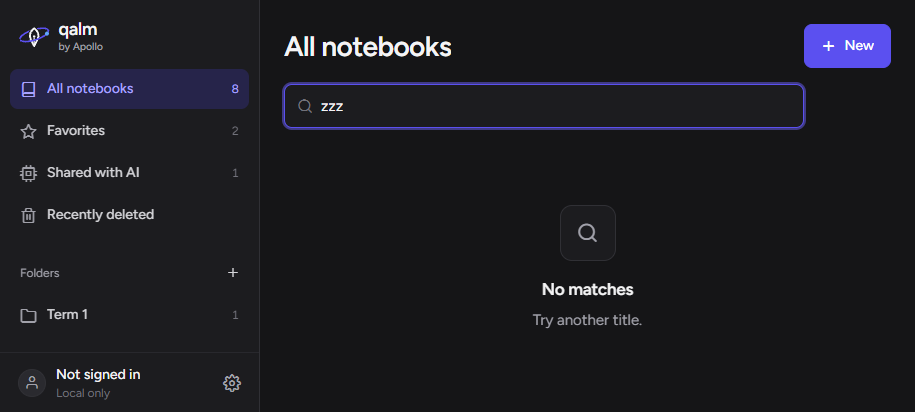 qalm
by Apollo
All notebooks 8
Favorites 2
Shared with AI 1
Recently deleted
Folders +
Term 1 1
Not signed in
Local only
All notebooks
+ New
zzz
No matches
Try another title.